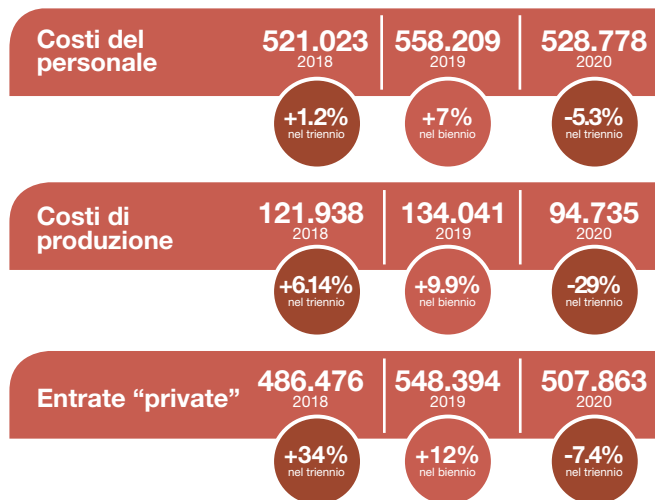 Costi del
personale
521.023
2018
558.209
2019
528.778
2020
+1.2%
nel triennio
+7%
nel biennio
-5.3%
nel triennio
Costi di
produzione
121.938
2018
134.041
2019
94.735
2020
+6.14%
nel triennio
+9.9%
nel biennio
-29%
nel triennio
Entrate “private”
486.476
2018
548.394
2019
507.863
2020
+34%
nel triennio
+12%
nel biennio
-7.4%
nel triennio